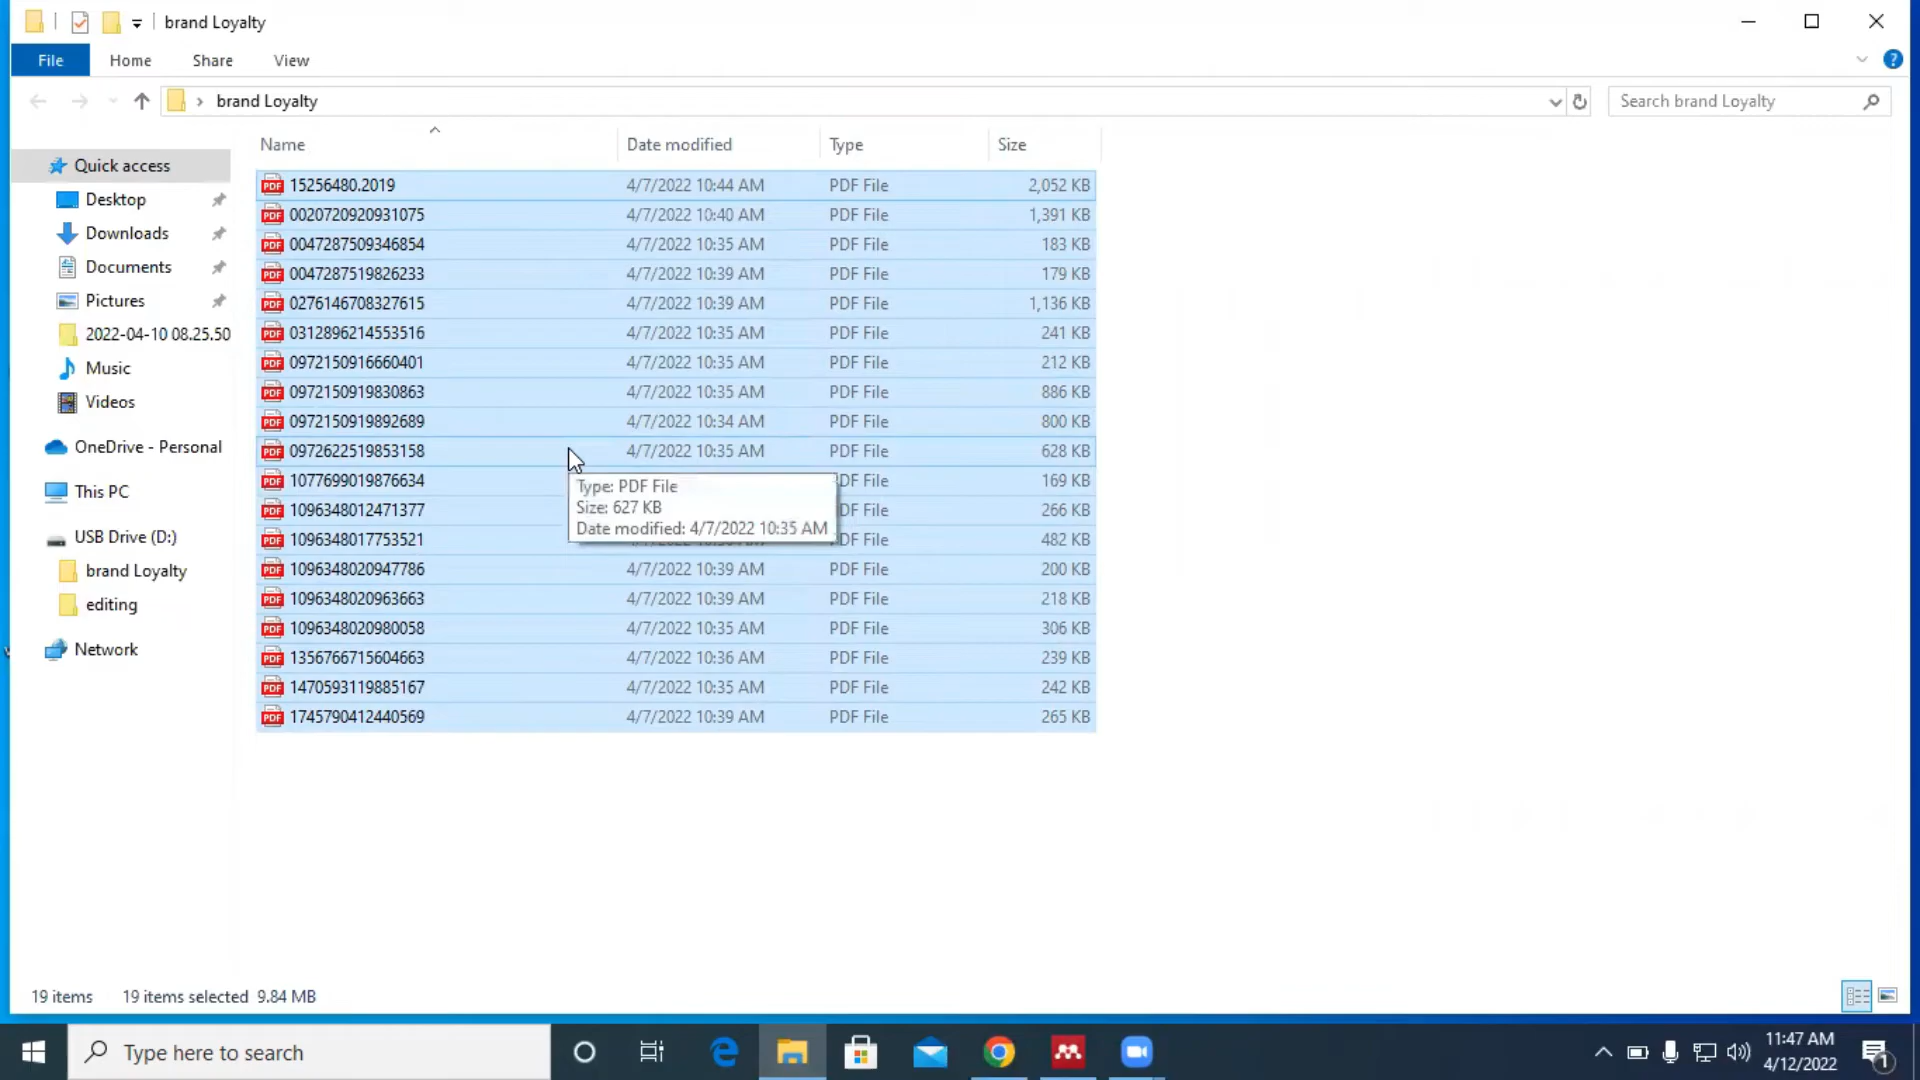 brand Loyalty
File Home Share View
brand Loyalty
Search brand Loyalty
Name Date modified Type Size
Quick access
Desktop
Downloads
Documents
Pictures
2022-04-10 08.25.50
Music
Videos
OneDrive - Personal
This PC
USB Drive (D:)
brand Loyalty
editing
Network
15256480.2019 4/7/2022 10:44 AM PDF File 2,052 KB
0020720920931075 4/7/2022 10:40 AM PDF File 1,391 KB
0047287509346854 4/7/2022 10:35 AM PDF File 183 KB
0047287519826233 4/7/2022 10:39 AM PDF File 179 KB
0276146708327615 4/7/2022 10:39 AM PDF File 1,136 KB
0312896214553516 4/7/2022 10:35 AM PDF File 241 KB
0972150916660401 4/7/2022 10:35 AM PDF File 212 KB
0972150919830863 4/7/2022 10:35 AM PDF File 886 KB
0972150919892689 4/7/2022 10:34 AM PDF File 800 KB
0972622519853158 4/7/2022 10:35 AM PDF File 628 KB
1077699019876634 PDF File 169 KB
1096348012471377 PDF File 266 KB
1096348017753521 PDF File 482 KB
1096348020947786 4/7/2022 10:39 AM PDF File 200 KB
1096348020963663 4/7/2022 10:39 AM PDF File 218 KB
1096348020980058 4/7/2022 10:35 AM PDF File 306 KB
1356766715604663 4/7/2022 10:36 AM PDF File 239 KB
1470593119885167 4/7/2022 10:35 AM PDF File 242 KB
1745790412440569 4/7/2022 10:39 AM PDF File 265 KB
Type: PDF File
Size: 627 KB
Date modified: 4/7/2022 10:35 AM
19 items 19 items selected 9.84 MB
Type here to search
11:47 AM
4/12/2022
1